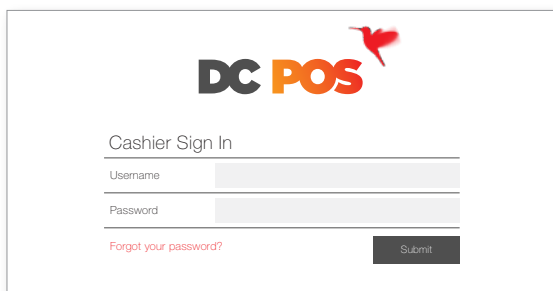 DC POS
Cashier Sign In
Username
Password
Forgot your password?
Submit